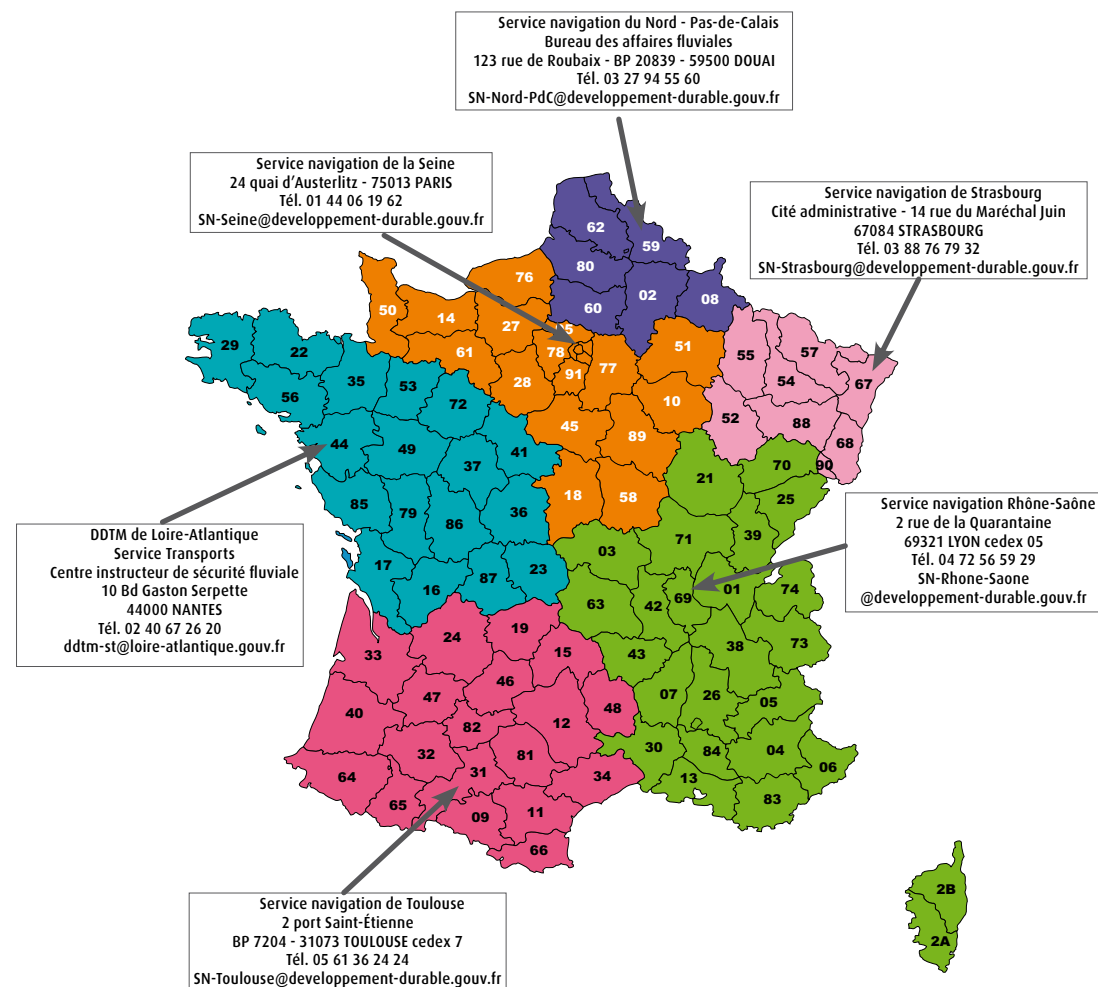 Service navigation du Nord - Pas-de-Calais
Bureau des affaires fluviales
123 rue de Roubaix - BP 20839 - 59500 DOUAI
Tél. 03 27 94 55 60
SN-Nord-PdC@developpement-durable.gouv.fr
Service navigation de la Seine
24 quai d'Austerlitz - 75013 PARIS
Tél. 01 44 06 19 62
SN-Seine@developpement-durable.gouv.fr
Service navigation de Strasbourg
Cité administrative - 14 rue du Maréchal Juin
67084 STRASBOURG
Tél. 03 88 76 79 32
SN-Strasbourg@developpement-durable.gouv.fr
62
59
76
80
02
08
60
50
14
27
51
29
22
61
78
77
55
57
35
53
28
91
54
67
56
72
10
52
88
44
49
45
89
68
41
37
21
70
90
18
58
25
85
79
86
36
71
39
03
17
16
87
23
63
42
69
01
74
Service navigation Rhône-Saône
2 rue de la Quarantaine
69321 LYON cedex 05
Tél. 04 72 56 59 29
SN-Rhone-Saone
@developpement-durable.gouv.fr
DDTM de Loire-Atlantique
Service Transports
Centre instructeur de sécurité fluviale
10 Bd Gaston Serpette
44000 NANTES
Tél. 02 40 67 26 20
ddtm-st@loire-atlantique.gouv.fr
24
19
33
15
43
38
73
46
47
48
07
26
05
40
12
82
32
81
30
84
04
06
64
31
34
13
83
65
09
11
66
2B
2A
Service navigation de Toulouse
2 port Saint-Étienne
BP 7204 - 31073 TOULOUSE cedex 7
Tél. 05 61 36 24 24
SN-Toulouse@developpement-durable.gouv.fr